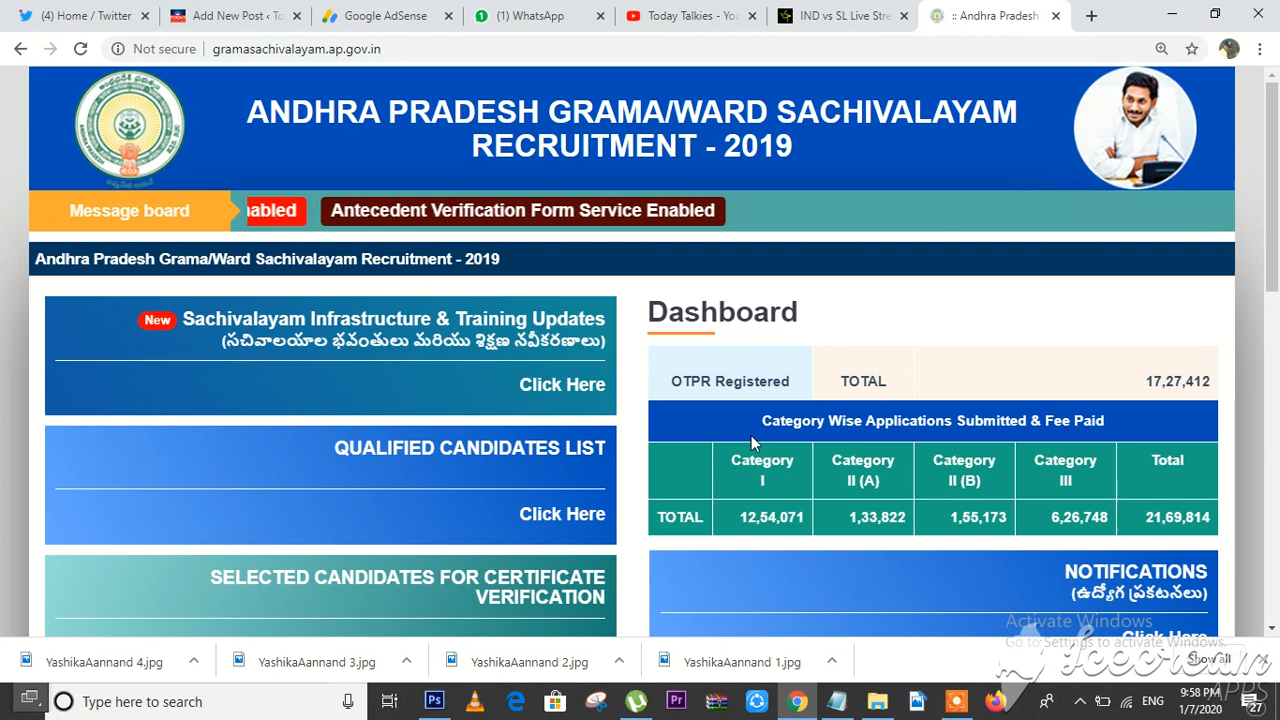 (4) Home / Twitter
Add New Post ‹ To
Google AdSense
(1) WhatsApp
Today Talkies - You
IND vs SL Live Stre
:: Andhra Pradesh
Not secure
gramasachivalayam.ap.gov.in
ANDHRA PRADESH GRAMA/WARD SACHIVALAYAM
RECRUITMENT - 2019
Message board
nabled
Antecedent Verification Form Service Enabled
Andhra Pradesh Grama/Ward Sachivalayam Recruitment - 2019
New Sachivalayam Infrastructure & Training Updates
(సచివాలయాల భవంతులు మరియు శిక్షణ నవీకరణాలు)
Click Here
QUALIFIED CANDIDATES LIST
Click Here
SELECTED CANDIDATES FOR CERTIFICATE
VERIFICATION
Dashboard
OTPR Registered TOTAL 17,27,412
Category Wise Applications Submitted & Fee Paid
Category I Category II (A) Category II (B) Category III Total
TOTAL 12,54,071 1,33,822 1,55,173 6,26,748 21,69,814
NOTIFICATIONS
(ఉద్యోగ ప్రకటనలు)
Click Here
Activate Windows
Go to Settings to activate Windows.
Icecream
APPS
YashikaAannand 4.jpg
YashikaAannand 3.jpg
YashikaAannand 2.jpg
YashikaAannand 1.jpg
Show all
Type here to search
ENG
9:58 PM
1/7/2020
27